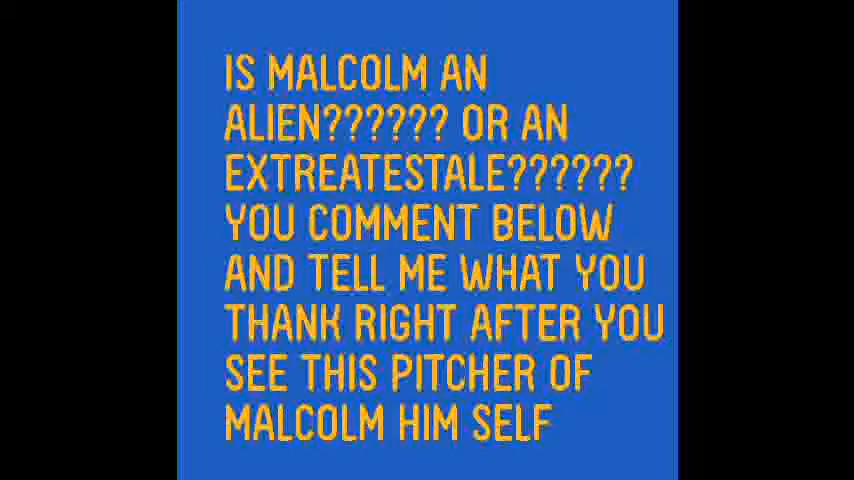 IS MALCOLM AN
ALIEN?????? OR AN
EXTREATESTALE??????
YOU COMMENT BELOW
AND TELL ME WHAT YOU
THANK RIGHT AFTER YOU
SEE THIS PITCHER OF
MALCOLM HIM SELF